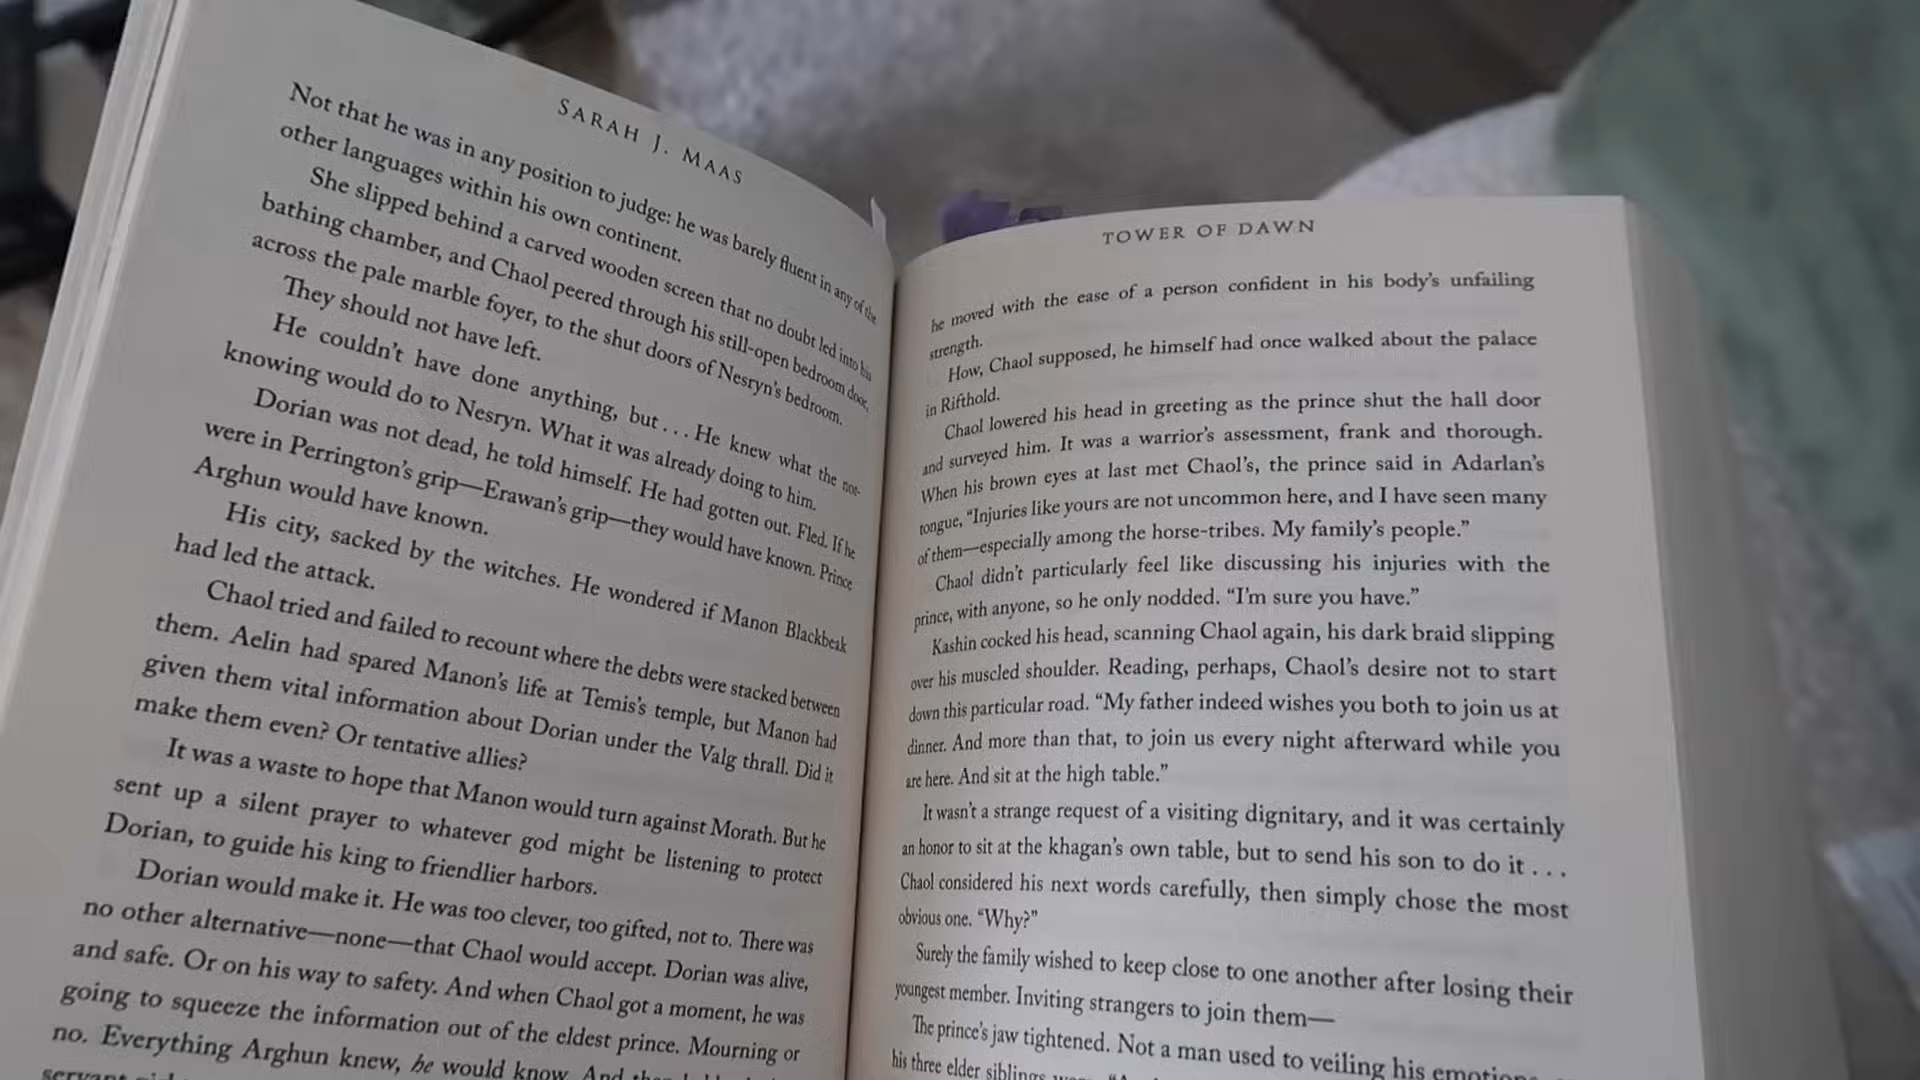 SARAH J. MAAS
Not that he was in any position to judge: he was barely fluent in any of the
other languages within his own continent.
She slipped behind a carved wooden screen that no doubt led into his
bathing chamber, and Chaol peered through his still-open bedroom door,
across the pale marble foyer, to the shut doors of Nesryn's bedroom.
They should not have left.
He couldn't have done anything, but . . . He knew what the not-
knowing would do to Nesryn. What it was already doing to him.
Dorian was not dead, he told himself. He had gotten out. Fled. If he
were in Perrington's grip—Erawan's grip—they would have known. Prince
Arghun would have known.
His city, sacked by the witches. He wondered if Manon Blackbeak
had led the attack.
Chaol tried and failed to recount where the debts were stacked between
them. Aelin had spared Manon's life at Temis's temple, but Manon had
given them vital information about Dorian under the Valg thrall. Did it
make them even? Or tentative allies?
It was a waste to hope that Manon would turn against Morath. But he
sent up a silent prayer to whatever god might be listening to protect
Dorian, to guide his king to friendlier harbors.
Dorian would make it. He was too clever, too gifted, not to. There was
no other alternative—none—that Chaol would accept. Dorian was alive,
and safe. Or on his way to safety. And when Chaol got a moment, he was
going to squeeze the information out of the eldest prince. Mourning or
no. Everything Arghun knew, he would know. And
TOWER OF DAWN
he moved with the ease of a person confident in his body's unfailing
strength.
How, Chaol supposed, he himself had once walked about the palace
in Rifthold.
Chaol lowered his head in greeting as the prince shut the hall door
and surveyed him. It was a warrior's assessment, frank and thorough.
When his brown eyes at last met Chaol's, the prince said in Adarlan's
tongue, "Injuries like yours are not uncommon here, and I have seen many
of them—especially among the horse-tribes. My family's people."
Chaol didn't particularly feel like discussing his injuries with the
prince, with anyone, so he only nodded. "I'm sure you have."
Kashin cocked his head, scanning Chaol again, his dark braid slipping
over his muscled shoulder. Reading, perhaps, Chaol's desire not to start
down this particular road. "My father indeed wishes you both to join us at
dinner. And more than that, to join us every night afterward while you
are here. And sit at the high table."
It wasn't a strange request of a visiting dignitary, and it was certainly
an honor to sit at the khagan's own table, but to send his son to do it . . .
Chaol considered his next words carefully, then simply chose the most
obvious one. "Why?"
Surely the family wished to keep close to one another after losing their
youngest member. Inviting strangers to join them—
The prince's jaw tightened. Not a man used to veiling his emotions,
his three elder siblings